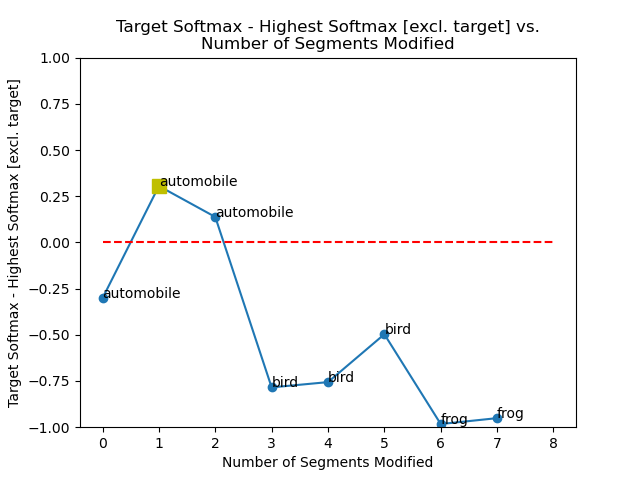 Target Softmax - Highest Softmax [excl. target] vs.
Number of Segments Modified
Target Softmax - Highest Softmax [excl. target]
1.00
0.75
0.50
0.25
0.00
−0.25
−0.50
−0.75
−1.00
automobile
automobile
automobile
bird
bird
bird
frog
frog
0 1 2 3 4 5 6 7 8
Number of Segments Modified